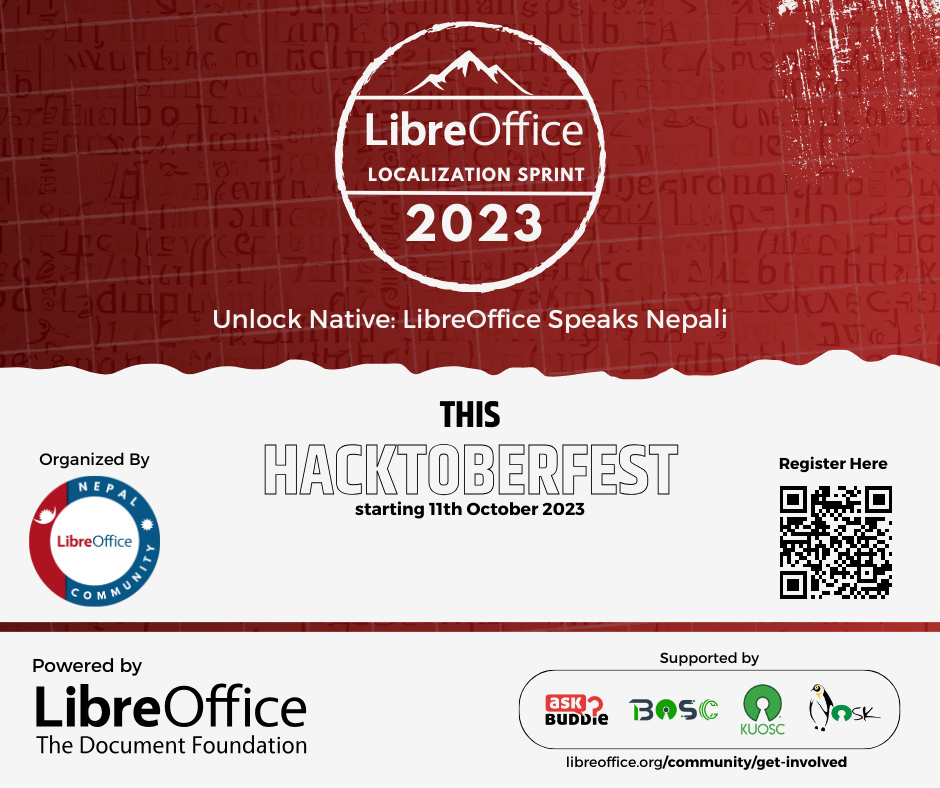 LibreOffice
LOCALIZATION SPRINT
2023
Unlock Native: LibreOffice Speaks Nepali
THIS
HACKTOBERFEST
starting 11th October 2023
Organized By
NEPAL
LibreOffice
COMMUNITY
Register Here
Powered by
LibreOffice
The Document Foundation
Supported by
ask BUDDie
BOSC
KUOSC
OSK
libreoffice.org/community/get-involved